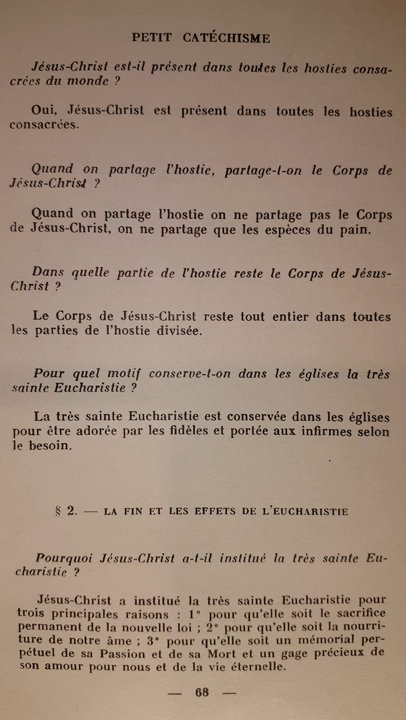 PETIT CATÉCHISME
Jésus-Christ est-il présent dans toutes les hosties consa-
crées du monde ?
Oui, Jésus-Christ est présent dans toutes les hosties
consacrées.
Quand on partage l'hostie, partage-t-on le Corps de
Jésus-Christ ?
Quand on partage l'hostie on ne partage pas le Corps
de Jésus-Christ, on ne partage que les espèces du pain.
Dans quelle partie de l'hostie reste le Corps de Jésus-
Christ ?
Le Corps de Jésus-Christ reste tout entier dans toutes
les parties de l'hostie divisée.
Pour quel motif conserve-t-on dans les églises la très
sainte Eucharistie ?
La très sainte Eucharistie est conservée dans les églises
pour être adorée par les fidèles et portée aux infirmes selon
le besoin.
§ 2. — LA FIN ET LES EFFETS DE L'EUCHARISTIE
Pourquoi Jésus-Christ a-t-il institué la très sainte Eu-
charistie ?
Jésus-Christ a institué la très sainte Eucharistie pour
trois principales raisons : 1° pour qu'elle soit le sacrifice
permanent de la nouvelle loi ; 2° pour qu'elle soit la nourri-
ture de notre âme ; 3° pour qu'elle soit un mémorial per-
pétuel de sa Passion et de sa Mort et un gage précieux de
son amour pour nous et de la vie éternelle.
— 68 —